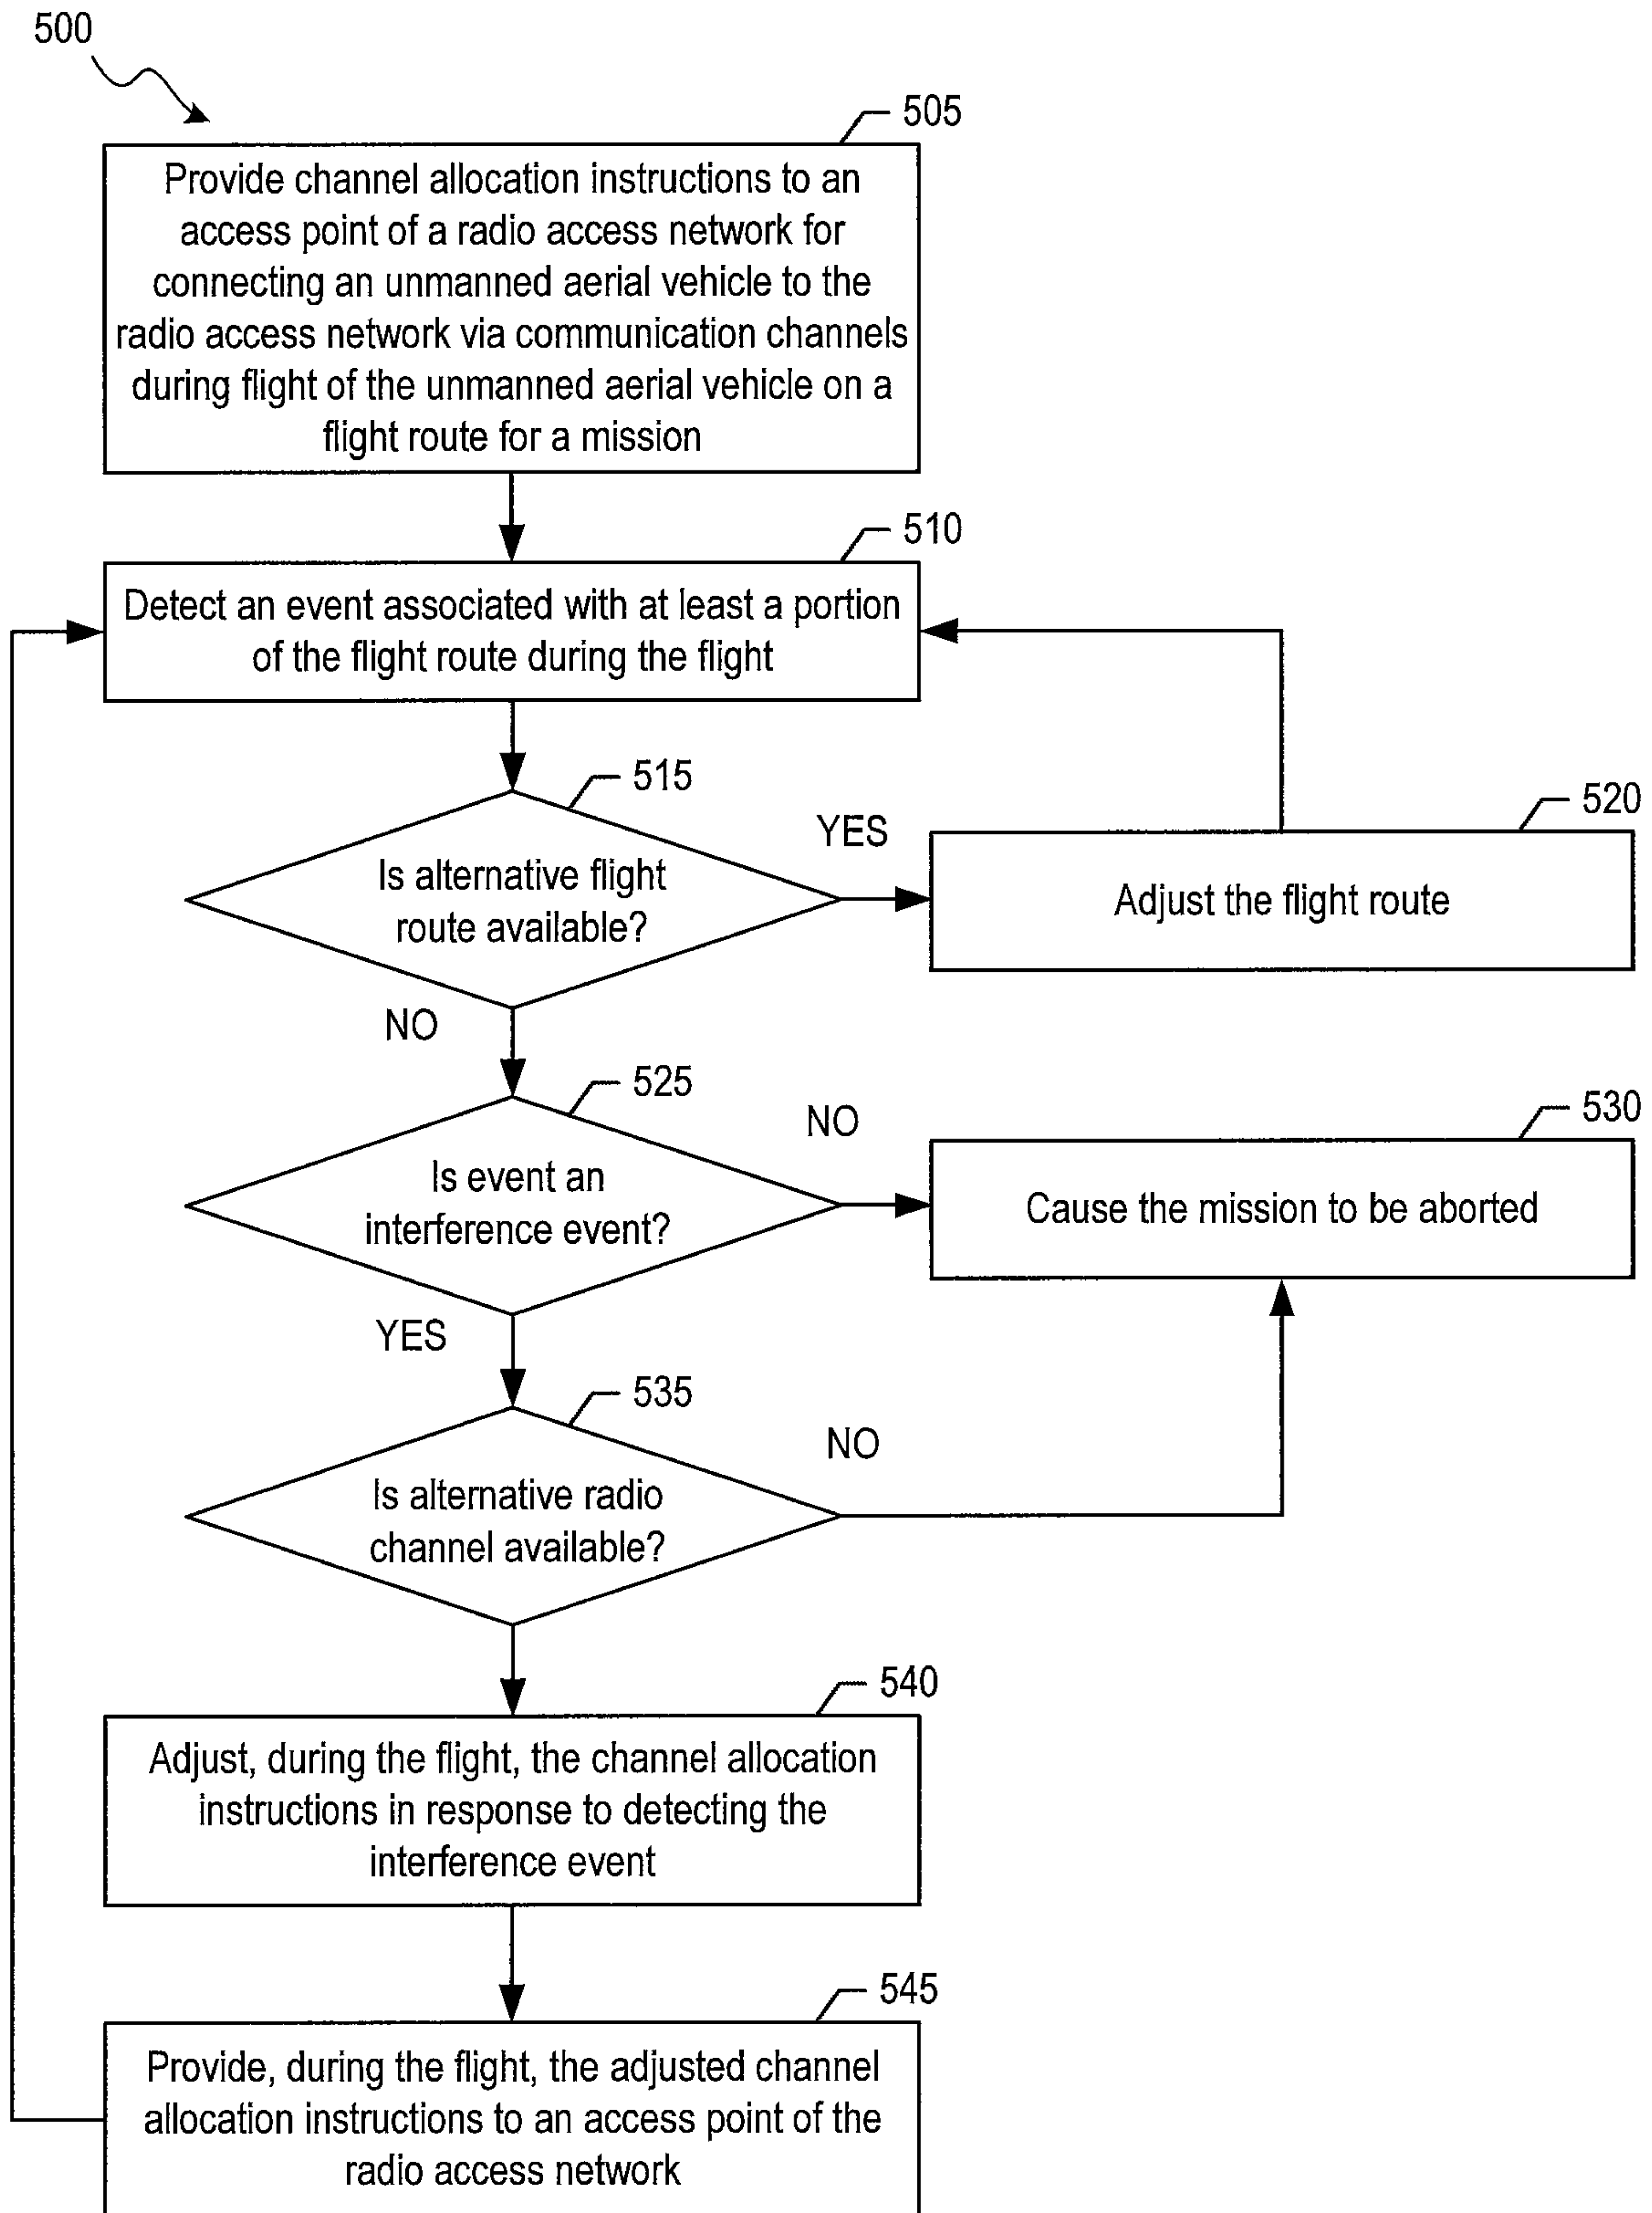 500
505
Provide channel allocation instructions to an
access point of a radio access network for
connecting an unmanned aerial vehicle to the
radio access network via communication channels
during flight of the unmanned aerial vehicle on a
flight route for a mission
510
Detect an event associated with at least a portion
of the flight route during the flight
515
Is alternative flight
route available?
YES
520
Adjust the flight route
NO
525
Is event an
interference event?
NO
530
Cause the mission to be aborted
YES
535
Is alternative radio
channel available?
NO
540
Adjust, during the flight, the channel allocation
instructions in response to detecting the
interference event
545
Provide, during the flight, the adjusted channel
allocation instructions to an access point of the
radio access network